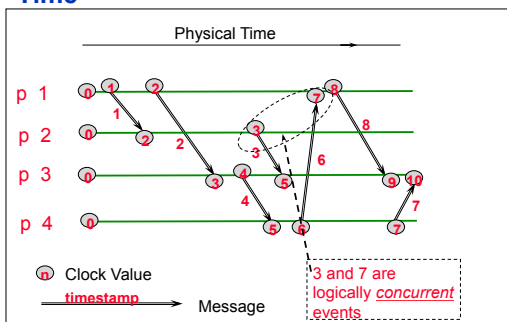 Time
Physical Time
p 1
0
1
2
7
8
1
2
8
p 2
0
2
3
3
6
p 3
0
3
4
5
9
10
4
7
p 4
0
5
6
7
n Clock Value
timestamp
Message
3 and 7 are
logically concurrent
events